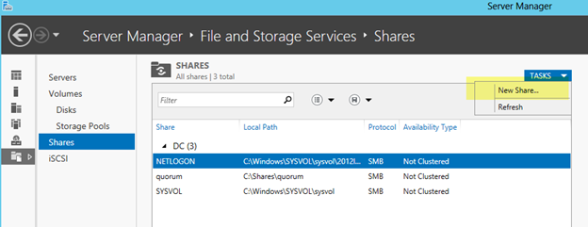 Server Manager
Server Manager ▸ File and Storage Services ▸ Shares
Servers
Volumes
Disks
Storage Pools
Shares
iSCSI
SHARES
All shares | 3 total
TASKS
New Share...
Refresh
Filter
Share Local Path Protocol Availability Type
DC (3)
NETLOGON C:\Windows\SYSVOL\sysvol\2012l... SMB Not Clustered
quorum C:\Shares\quorum SMB Not Clustered
SYSVOL C:\Windows\SYSVOL\sysvol SMB Not Clustered